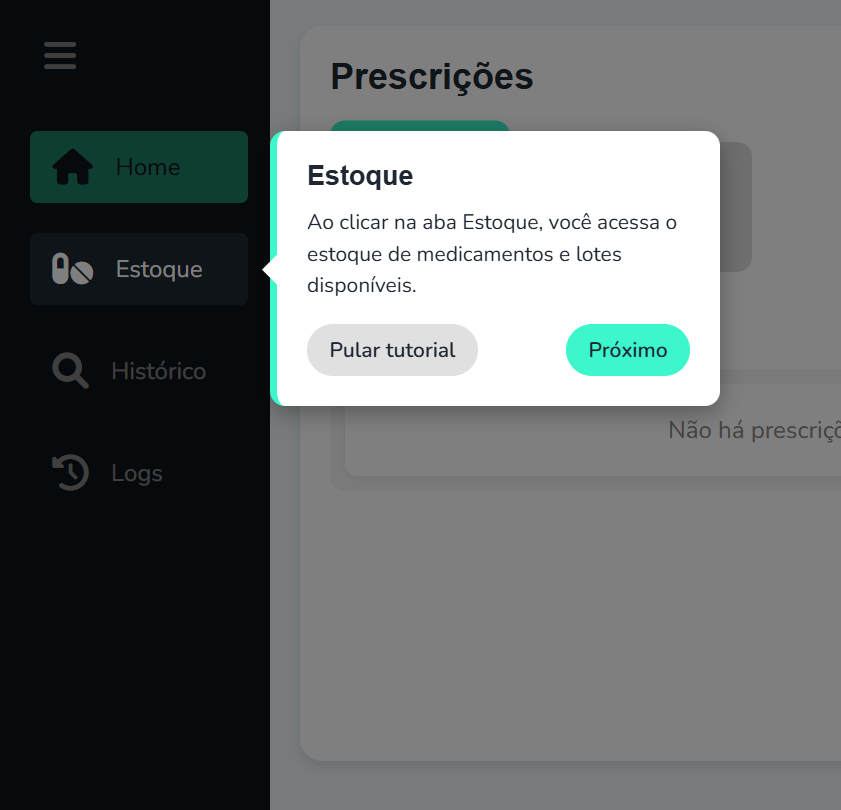 Prescrições
Home
Estoque
Histórico
Logs
Estoque
Ao clicar na aba Estoque, você acessa o
estoque de medicamentos e lotes
disponíveis.
Pular tutorial
Próximo
Não há